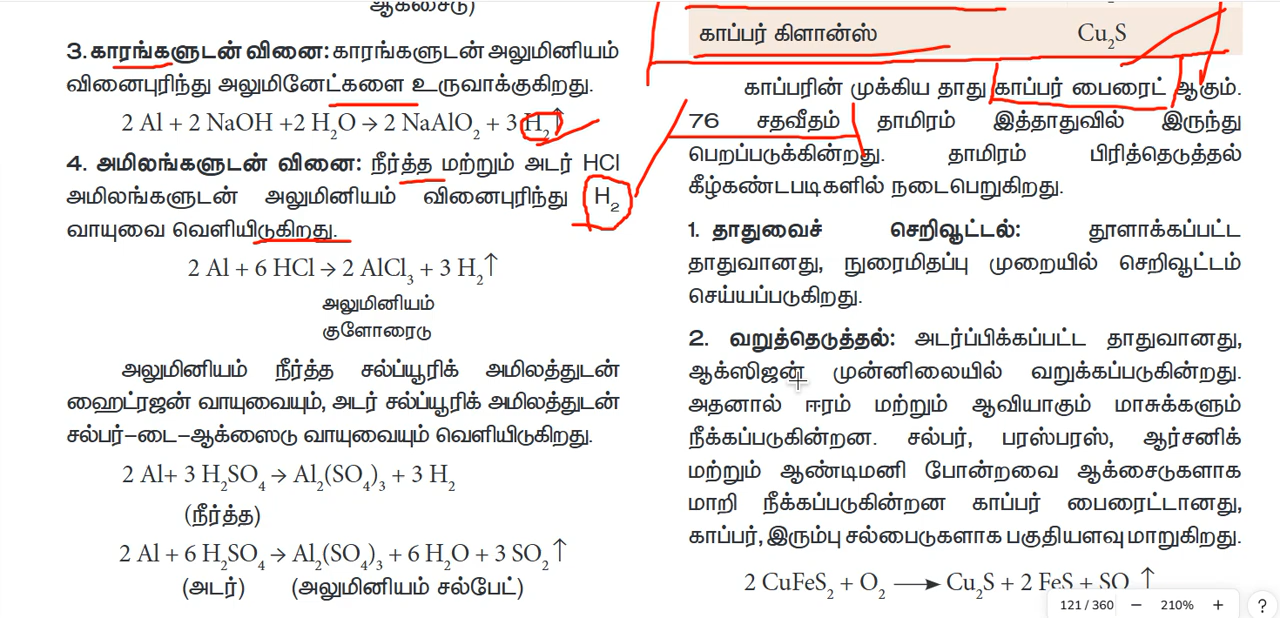 ஆக்சைடு)
3. காரங்களுடன் வினை: காரங்களுடன் அலுமினியம்
வினைபுரிந்து அலுமினேட்களை உருவாக்குகிறது.
2 Al + 2 NaOH +2 H₂O → 2 NaAlO₂ + 3 H₂↑
4. அமிலங்களுடன் வினை: நீர்த்த மற்றும் அடர் HCl
அமிலங்களுடன் அலுமினியம் வினைபுரிந்து H₂
வாயுவை வெளியிடுகிறது.
2 Al + 6 HCl → 2 AlCl₃ + 3 H₂↑
அலுமினியம்
குளோரைடு
அலுமினியம் நீர்த்த சல்ப்யூரிக் அமிலத்துடன்
ஹைட்ரஜன் வாயுவையும், அடர் சல்ப்யூரிக் அமிலத்துடன்
சல்பர்–டை–ஆக்ஸைடு வாயுவையும் வெளியிடுகிறது.
2 Al+ 3 H₂SO₄ → Al₂(SO₄)₃ + 3 H₂
(நீர்த்த)
2 Al + 6 H₂SO₄ → Al₂(SO₄)₃ + 6 H₂O + 3 SO₂ ↑
(அடர்) (அலுமினியம் சல்பேட்)
காப்பர் கிளான்ஸ் Cu₂S
காப்பரின் முக்கிய தாது காப்பர் பைரைட் ஆகும்.
76 சதவீதம் தாமிரம் இத்தாதுவில் இருந்து
பெறப்படுக்கின்றது. தாமிரம் பிரித்தெடுத்தல்
கீழ்கண்டபடிகளில் நடைபெறுகிறது.
1. தாதுவைச் செறிவூட்டல்: தூளாக்கப்பட்ட
தாதுவானது, நுரைமிதப்பு முறையில் செறிவூட்டம்
செய்யப்படுகிறது.
2. வறுத்தெடுத்தல்: அடர்ப்பிக்கப்பட்ட தாதுவானது,
ஆக்ஸிஜன் முன்னிலையில் வறுக்கப்படுகின்றது.
அதனால் ஈரம் மற்றும் ஆவியாகும் மாசுக்களும்
நீக்கப்படுகின்றன. சல்பர், பரஸ்பரஸ், ஆர்சனிக்
மற்றும் ஆண்டிமனி போன்றவை ஆக்சைடுகளாக
மாறி நீக்கப்படுகின்றன காப்பர் பைரைட்டானது,
காப்பர், இரும்பு சல்பைடுகளாக பகுதியளவு மாறுகிறது.
2 CuFeS₂ + O₂ ⟶ Cu₂S + 2 FeS + SO ↑
121 / 360 − 210% + ?